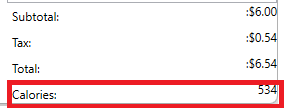 Subtotal: :$6.00
Tax: :$0.54
Total: :$6.54
Calories: 534